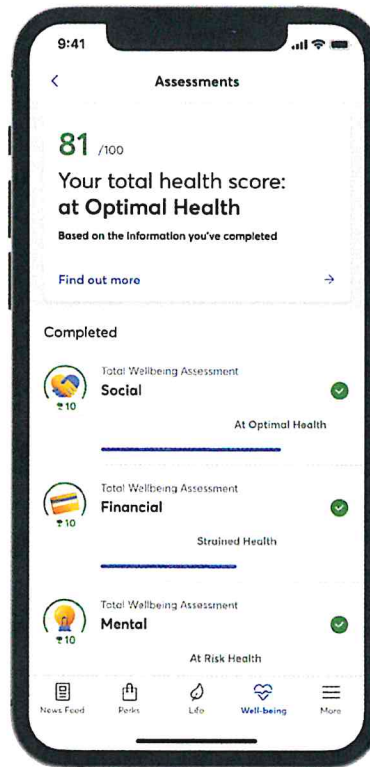 9:41
Assessments
81 /100
Your total health score:
at Optimal Health
Based on the information you've completed
Find out more
Completed
Total Wellbeing Assessment
Social
10
At Optimal Health
Total Wellbeing Assessment
Financial
10
Strained Health
Total Wellbeing Assessment
Mental
10
At Risk Health
News Feed
Perks
Life
Well-being
More